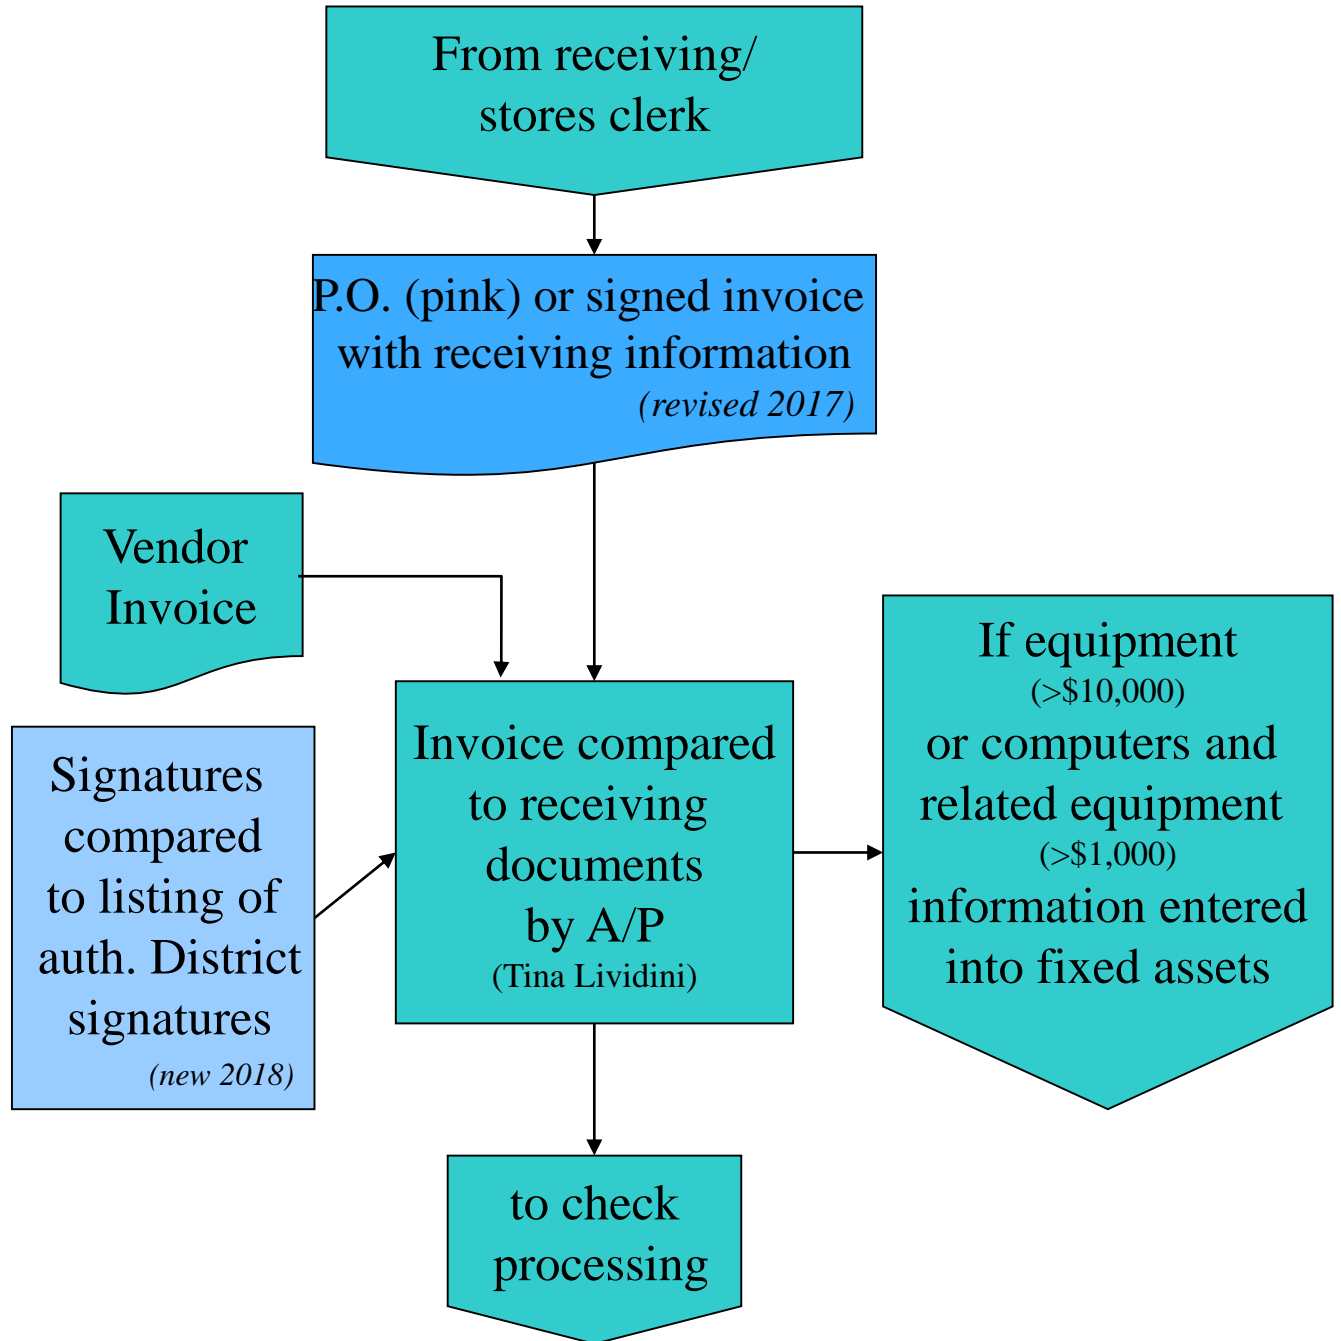 From receiving/
stores clerk
P.O. (pink) or signed invoice
with receiving information
(revised 2017)
Vendor
Invoice
Signatures
compared
to listing of
auth. District
signatures
(new 2018)
Invoice compared
to receiving
documents
by A/P
(Tina Lividini)
If equipment
(>$10,000)
or computers and
related equipment
(>$1,000)
information entered
into fixed assets
to check
processing